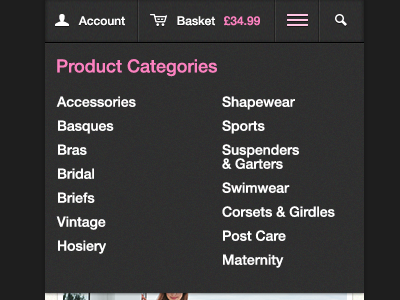 Account
Basket £34.99
Product Categories
Accessories
Basques
Bras
Bridal
Briefs
Vintage
Hosiery
Shapewear
Sports
Suspenders
& Garters
Swimwear
Corsets & Girdles
Post Care
Maternity